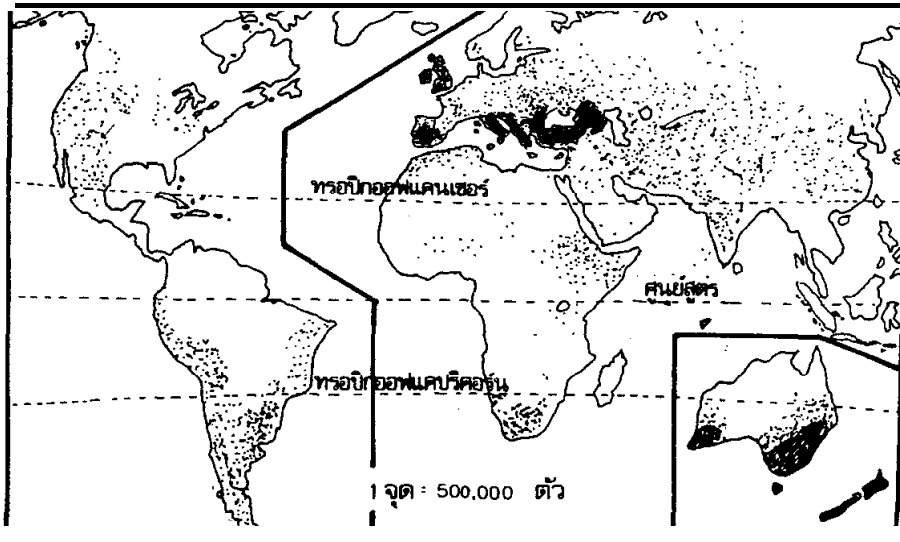 ทรอปิกออฟแคนเซอร์
ศูนย์สูตร
ทรอปิกออฟแคปริคอร์น
1 จุด = 500,000 ตัว